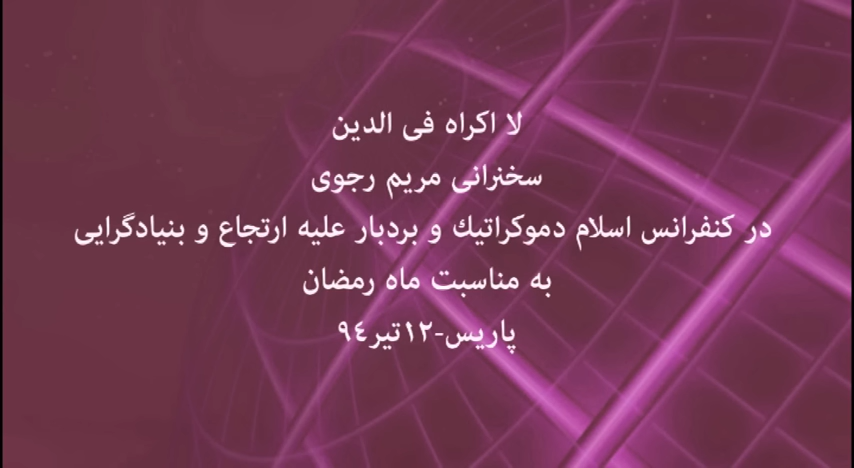 لا اکراه فی الدین
سخنرانی مریم رجوی
در کنفرانس اسلام دموکراتیك و بردبار علیه ارتجاع و بنیادگرایی
به مناسبت ماه رمضان
پاریس-١٢تیر٩٤